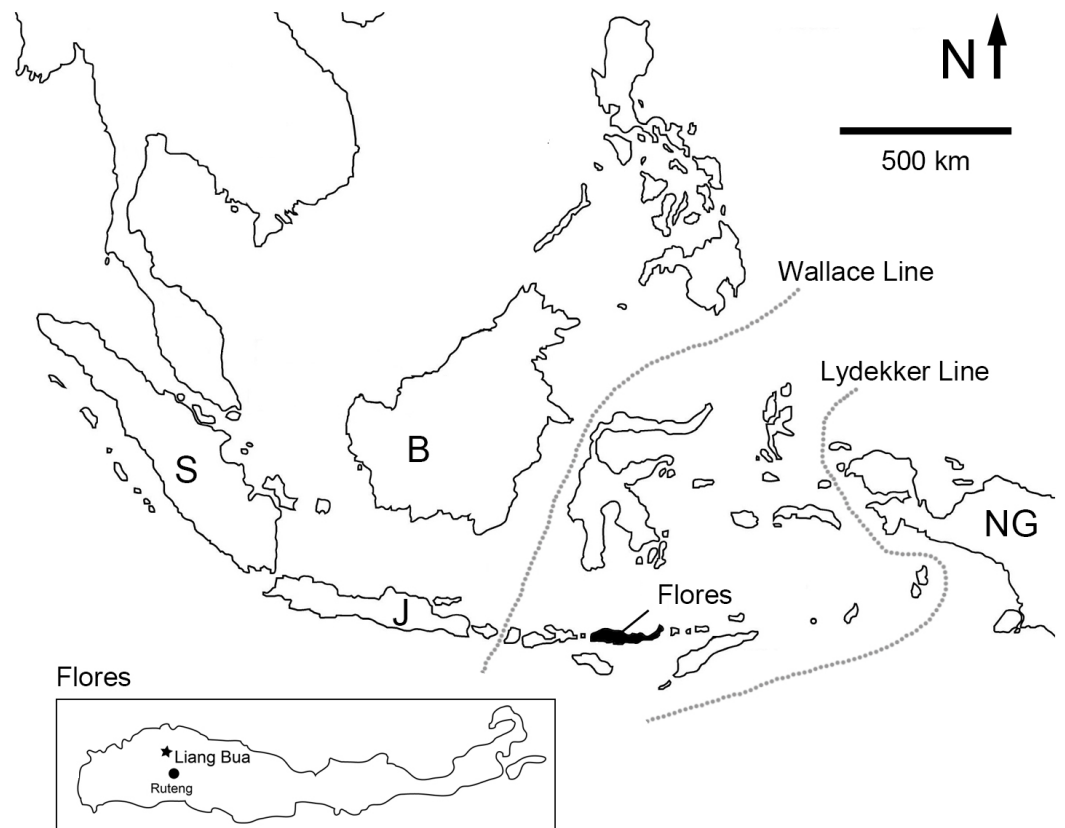 N
500 km
Wallace Line
Lydekker Line
S
B
NG
J
Flores
Flores
Liang Bua
Ruteng